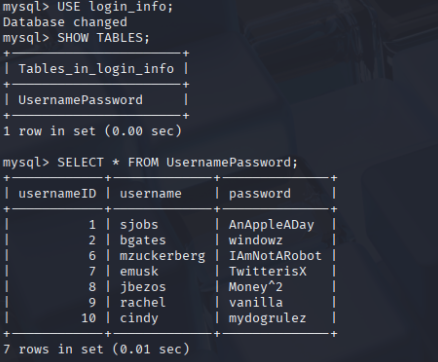 mysql> USE login_info;
Database changed
mysql> SHOW TABLES;
+----------------------+
| Tables_in_login_info |
+----------------------+
| UsernamePassword     |
+----------------------+
1 row in set (0.00 sec)

mysql> SELECT * FROM UsernamePassword;
+------------+-------------+--------------+
| usernameID | username    | password     |
+------------+-------------+--------------+
|          1 | sjobs       | AnAppleADay  |
|          2 | bgates      | windowz      |
|          6 | mzuckerberg | IAmNotARobot |
|          7 | emusk       | TwitterisX   |
|          8 | jbezos      | Money^2      |
|          9 | rachel      | vanilla      |
|         10 | cindy       | mydogrulez   |
+------------+-------------+--------------+
7 rows in set (0.01 sec)